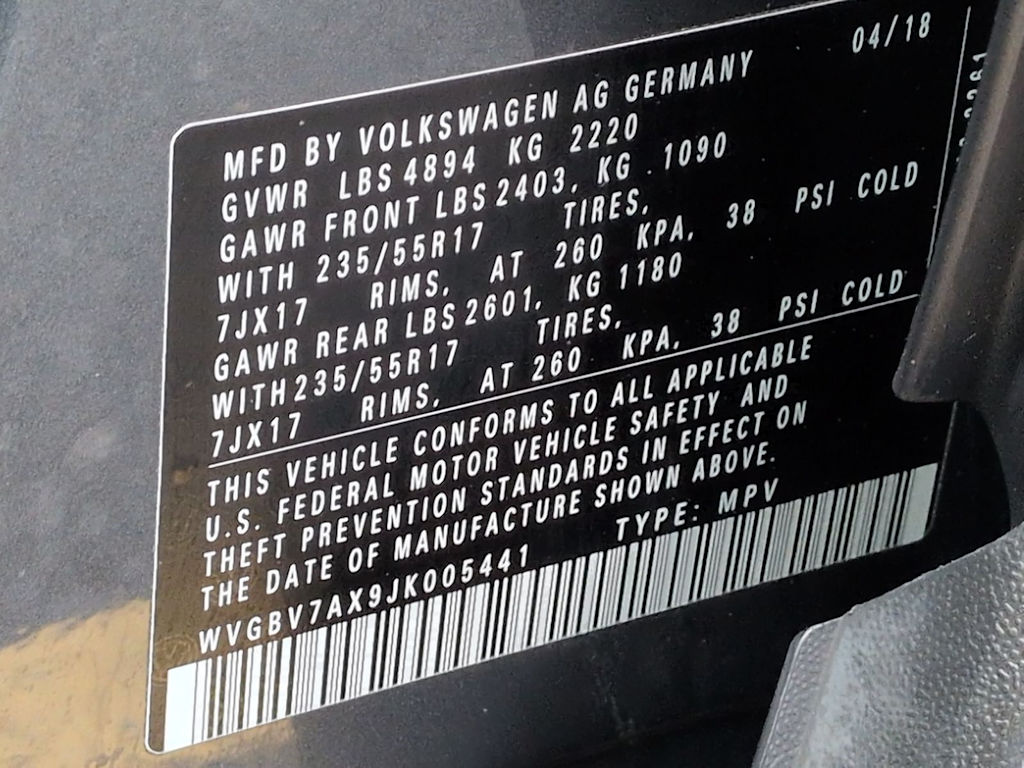 04/18
MFD BY VOLKSWAGEN AG GERMANY
GVWR LBS 4894 KG 2220
GAWR FRONT LBS 2403, KG 1090
WITH 235/55R17 TIRES,
7JX17 RIMS, AT 260 KPA, 38 PSI COLD
GAWR REAR LBS 2601, KG 1180
WITH 235/55R17 TIRES,
7JX17 RIMS, AT 260 KPA, 38 PSI COLD
THIS VEHICLE CONFORMS TO ALL APPLICABLE
U.S. FEDERAL MOTOR VEHICLE SAFETY AND
THEFT PREVENTION STANDARDS IN EFFECT ON
THE DATE OF MANUFACTURE SHOWN ABOVE.
WVGBV7AX9JK005441 TYPE: MPV